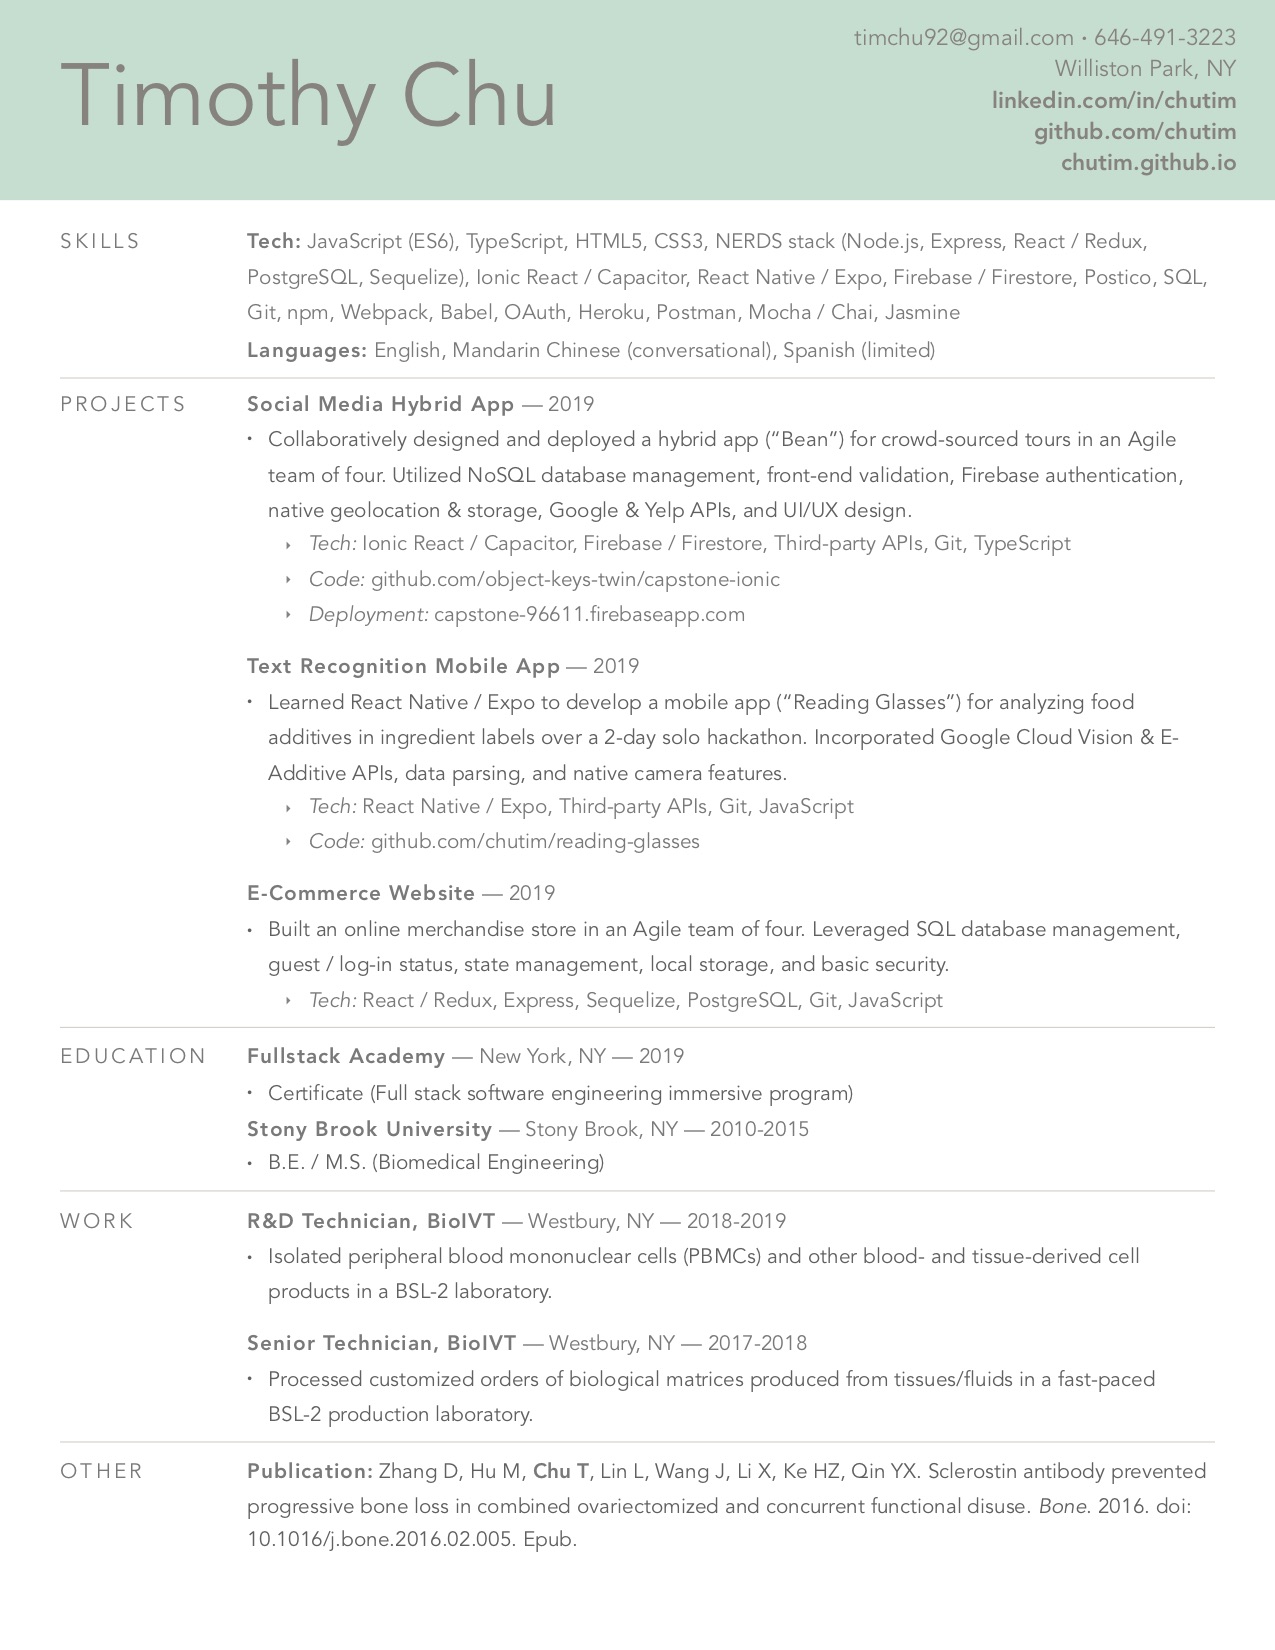 Timothy Chu
timchu92@gmail.com · 646-491-3223
Williston Park, NY
linkedin.com/in/chutim
github.com/chutim
chutim.github.io
SKILLS
Tech: JavaScript (ES6), TypeScript, HTML5, CSS3, NERDS stack (Node.js, Express, React / Redux,
PostgreSQL, Sequelize), Ionic React / Capacitor, React Native / Expo, Firebase / Firestore, Postico, SQL,
Git, npm, Webpack, Babel, OAuth, Heroku, Postman, Mocha / Chai, Jasmine
Languages: English, Mandarin Chinese (conversational), Spanish (limited)
PROJECTS
Social Media Hybrid App — 2019
· Collaboratively designed and deployed a hybrid app (“Bean”) for crowd-sourced tours in an Agile
team of four. Utilized NoSQL database management, front-end validation, Firebase authentication,
native geolocation & storage, Google & Yelp APIs, and UI/UX design.
‣ Tech: Ionic React / Capacitor, Firebase / Firestore, Third-party APIs, Git, TypeScript
‣ Code: github.com/object-keys-twin/capstone-ionic
‣ Deployment: capstone-96611.firebaseapp.com
Text Recognition Mobile App — 2019
· Learned React Native / Expo to develop a mobile app (“Reading Glasses”) for analyzing food
additives in ingredient labels over a 2-day solo hackathon. Incorporated Google Cloud Vision & E-
Additive APIs, data parsing, and native camera features.
‣ Tech: React Native / Expo, Third-party APIs, Git, JavaScript
‣ Code: github.com/chutim/reading-glasses
E-Commerce Website — 2019
· Built an online merchandise store in an Agile team of four. Leveraged SQL database management,
guest / log-in status, state management, local storage, and basic security.
‣ Tech: React / Redux, Express, Sequelize, PostgreSQL, Git, JavaScript
EDUCATION
Fullstack Academy — New York, NY — 2019
· Certificate (Full stack software engineering immersive program)
Stony Brook University — Stony Brook, NY — 2010-2015
· B.E. / M.S. (Biomedical Engineering)
WORK
R&D Technician, BioIVT — Westbury, NY — 2018-2019
· Isolated peripheral blood mononuclear cells (PBMCs) and other blood- and tissue-derived cell
products in a BSL-2 laboratory.
Senior Technician, BioIVT — Westbury, NY — 2017-2018
· Processed customized orders of biological matrices produced from tissues/fluids in a fast-paced
BSL-2 production laboratory.
OTHER
Publication: Zhang D, Hu M, Chu T, Lin L, Wang J, Li X, Ke HZ, Qin YX. Sclerostin antibody prevented
progressive bone loss in combined ovariectomized and concurrent functional disuse. Bone. 2016. doi:
10.1016/j.bone.2016.02.005. Epub.